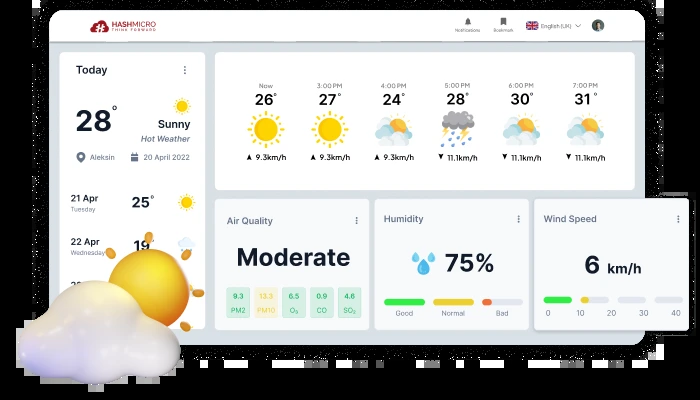 HASHMICRO
THINK FORWARD
Notifications
Bookmark
English (UK)
Today
28°
Sunny
Hot Weather
Aleksin
20 April 2022
21 Apr
Tuesday
25°
22 Apr
Wednesday
19
Now
26°
9.3km/h
3:00 PM
27°
9.3km/h
4:00 PM
24°
9.3km/h
5:00 PM
28°
11.1km/h
6:00 PM
30°
11.1km/h
7:00 PM
31°
11.1km/h
Air Quality
Moderate
9.3
PM2
13.3
PM10
6.5
O₃
0.9
CO
4.6
SO₂
Humidity
75%
Good
Normal
Bad
Wind Speed
6 km/h
0 10 20 30 40